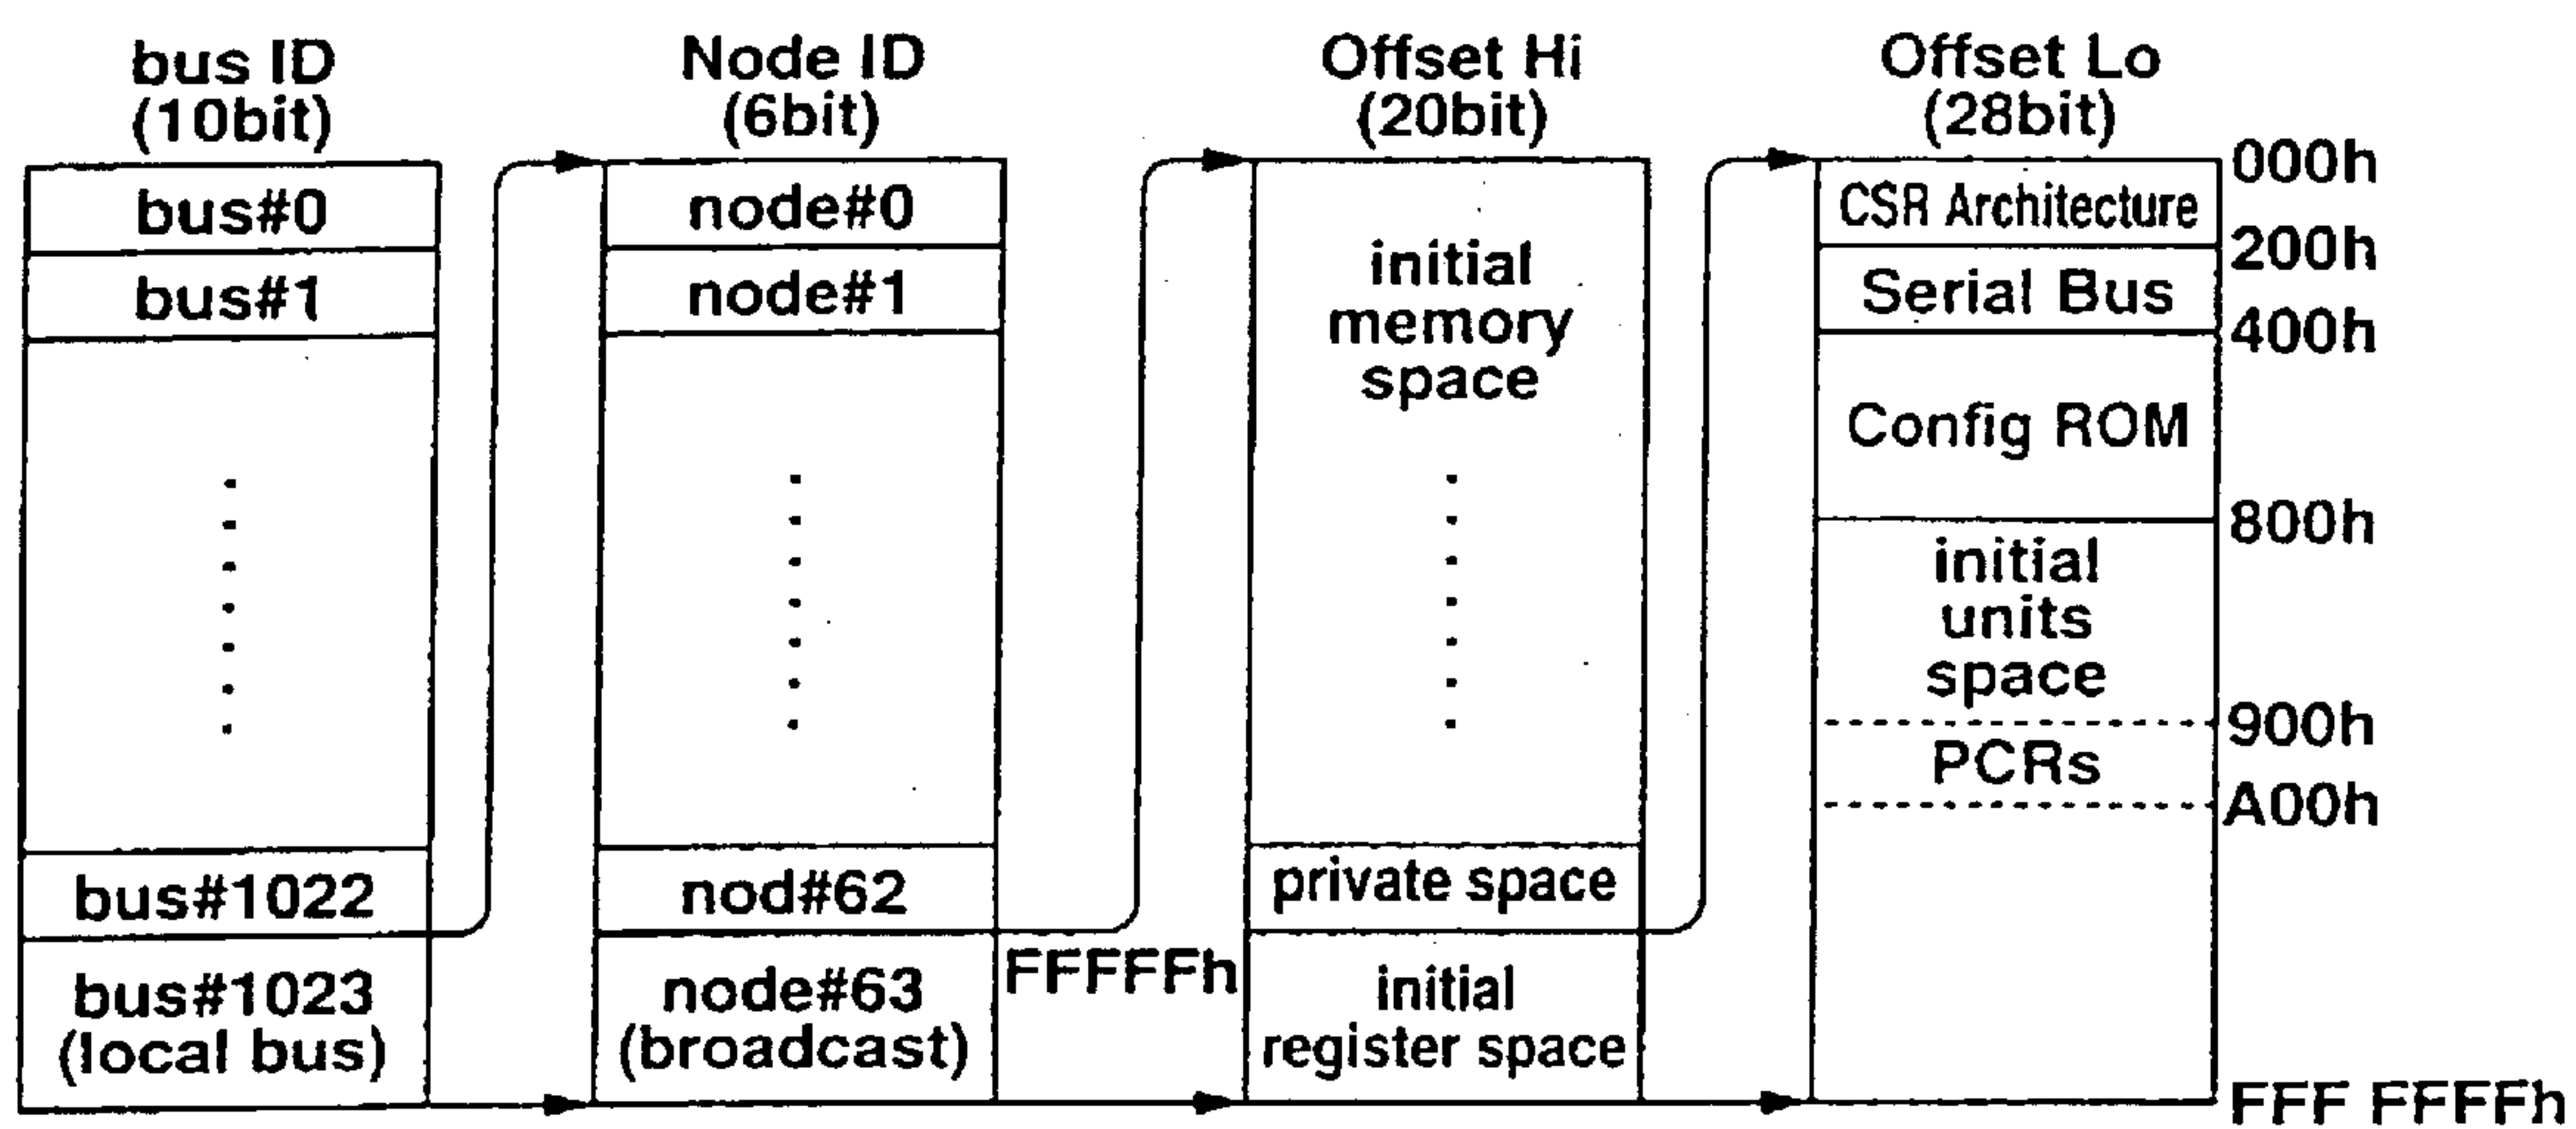 bus ID
(10bit)
bus#0
bus#1
bus#1022
bus#1023
(local bus)
Node ID
(6bit)
node#0
node#1
nod#62
node#63
(broadcast)
FFFFFh
Offset Hi
(20bit)
initial
memory
space
private space
initial
register space
Offset Lo
(28bit)
CSR Architecture
Serial Bus
Config ROM
initial
units
space
PCRs
000h
200h
400h
800h
900h
A00h
FFF FFFFh